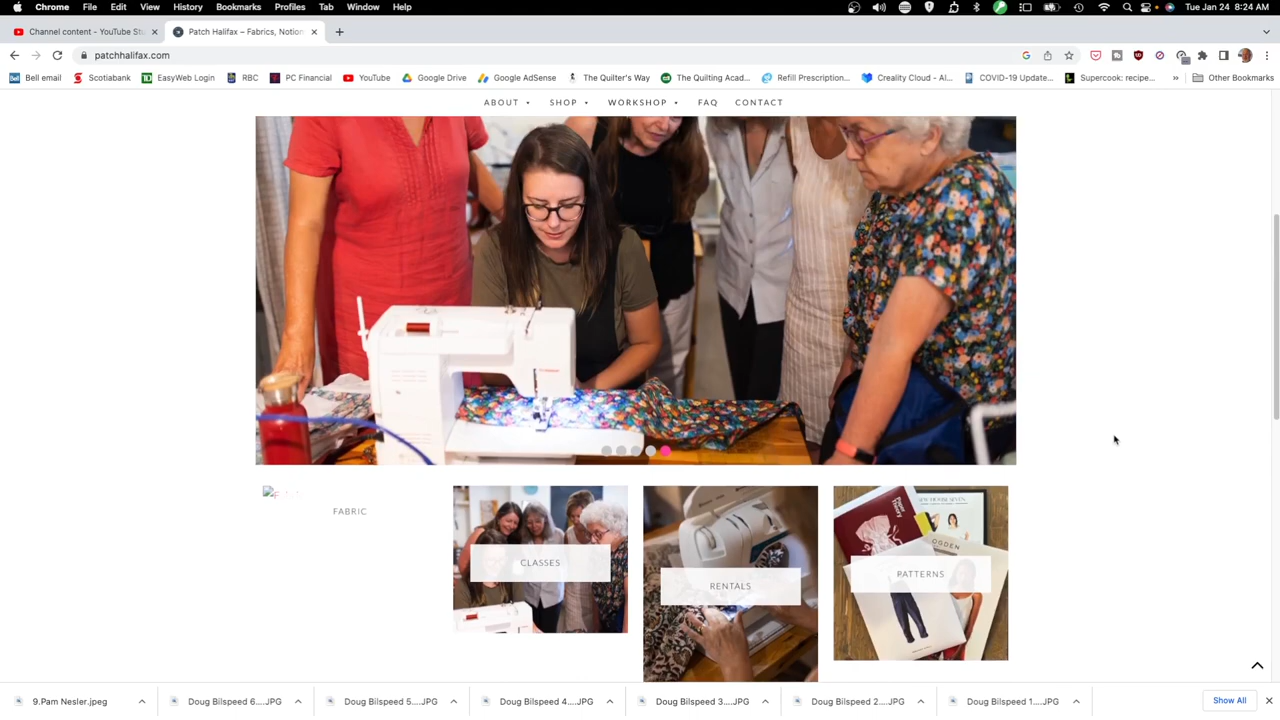 Chrome File Edit View History Bookmarks Profiles Tab Window Help Tue Jan 24 8:24 AM
Channel content - YouTube Stu Patch Halifax – Fabrics, Notion
patchhalifax.com
Bell email Scotiabank EasyWeb Login RBC PC Financial YouTube Google Drive Google AdSense The Quilter's Way The Quilting Acad... Refill Prescription... Creality Cloud - Al... COVID-19 Update... Supercook: recipe... » Other Bookmarks
ABOUT SHOP WORKSHOP FAQ CONTACT
FABRIC
CLASSES
RENTALS
PATTERNS
OGDEN
9.Pam Nesler.jpeg Doug Bilspeed 6....JPG Doug Bilspeed 5....JPG Doug Bilspeed 4....JPG Doug Bilspeed 3....JPG Doug Bilspeed 2....JPG Doug Bilspeed 1....JPG Show All